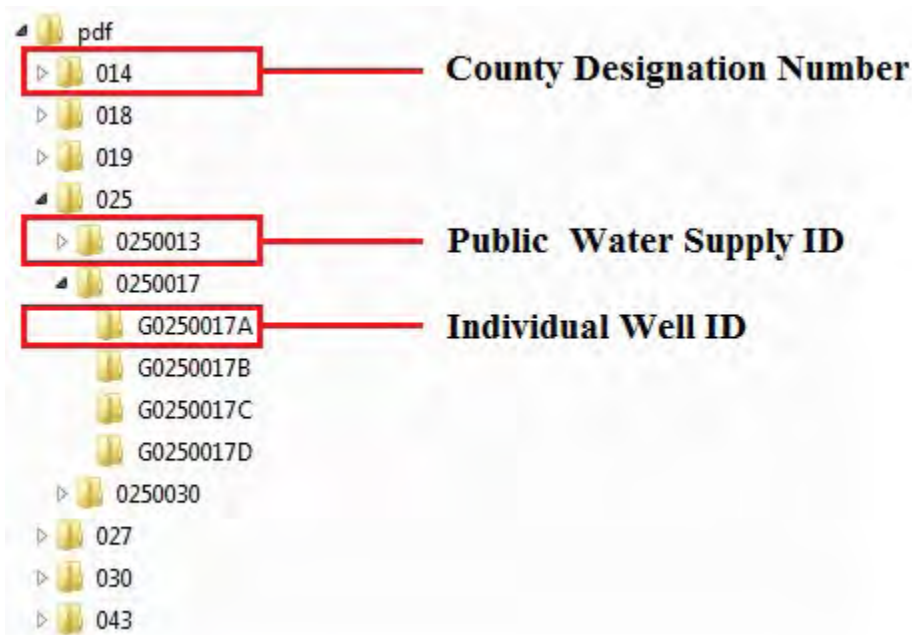 pdf
014 County Designation Number
018
019
025
0250013 Public Water Supply ID
0250017
G0250017A Individual Well ID
G0250017B
G0250017C
G0250017D
0250030
027
030
043